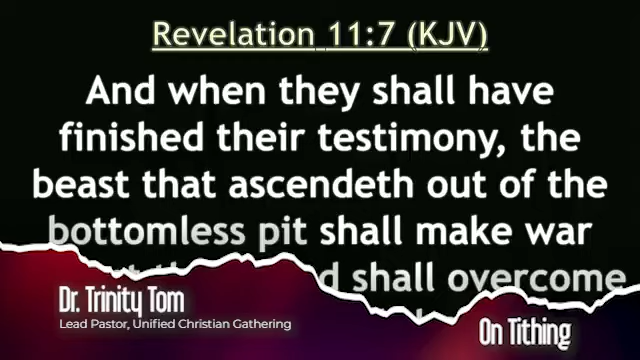 Revelation 11:7 (KJV)
And when they shall have
finished their testimony, the
beast that ascendeth out of the
bottomless pit shall make war
shall overcome
Dr. Trinity Tom
Lead Pastor, Unified Christian Gathering
On Tithing